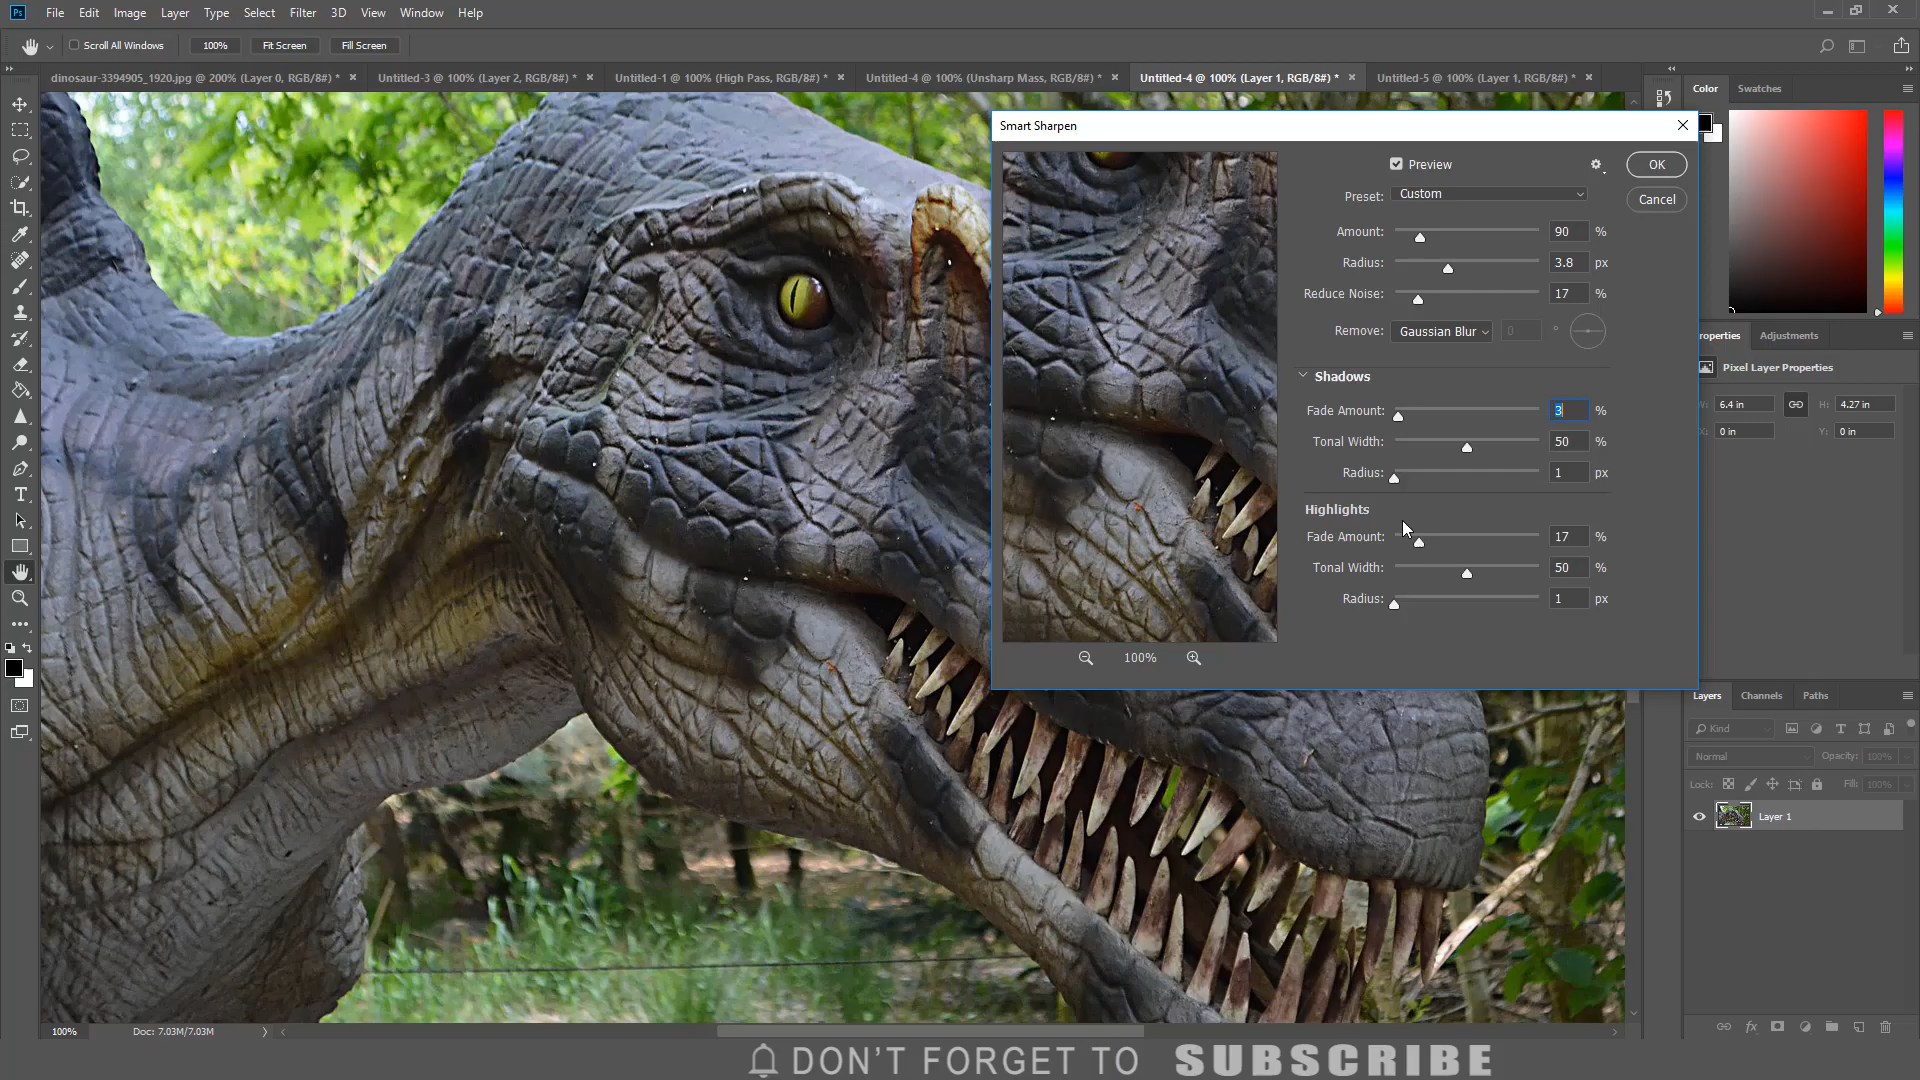 Ps File Edit Image Layer Type Select Filter 3D View Window Help
Scroll All Windows 100% Fit Screen Fill Screen
dinosaur-3394905_1920.jpg @ 200% (Layer 0, RGB/8#) * Untitled-3 @ 100% (Layer 2, RGB/8#) * Untitled-1 @ 100% (High Pass, RGB/8#) * Untitled-4 @ 100% (Unsharp Mass, RGB/8#) * Untitled-4 @ 100% (Layer 1, RGB/8#) * Untitled-5 @ 100% (Layer 1, RGB/8#) *
Smart Sharpen
Preview
OK
Preset: Custom
Cancel
Amount: 90 %
Radius: 3.8 px
Reduce Noise: 17 %
Remove: Gaussian Blur 0 °
Shadows
Fade Amount: 3 %
Tonal Width: 50 %
Radius: 1 px
Highlights
Fade Amount: 17 %
Tonal Width: 50 %
Radius: 1 px
100%
Color Swatches
roperties Adjustments
Pixel Layer Properties
W: 6.4 in H: 4.27 in
X: 0 in Y: 0 in
Layers Channels Paths
Kind
Normal Opacity: 100%
Lock: Fill: 100%
Layer 1
100% Doc: 7.03M/7.03M
DON'T FORGET TO SUBSCRIBE